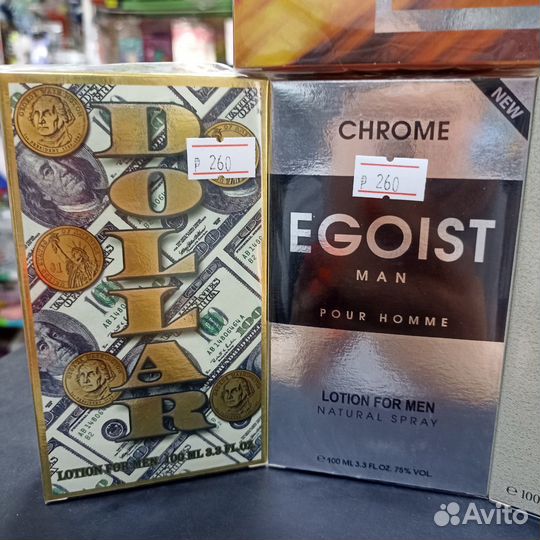 DOLLAR
₽ 260
LOTION FOR MEN 100 ML 3.3 FL.OZ
NEW
CHROME
₽ 260
EGOIST
MAN
POUR HOMME
LOTION FOR MEN
NATURAL SPRAY
℮ 100 ML 3.3 FL.OZ. 75% VOL.
℮ 100
Avito